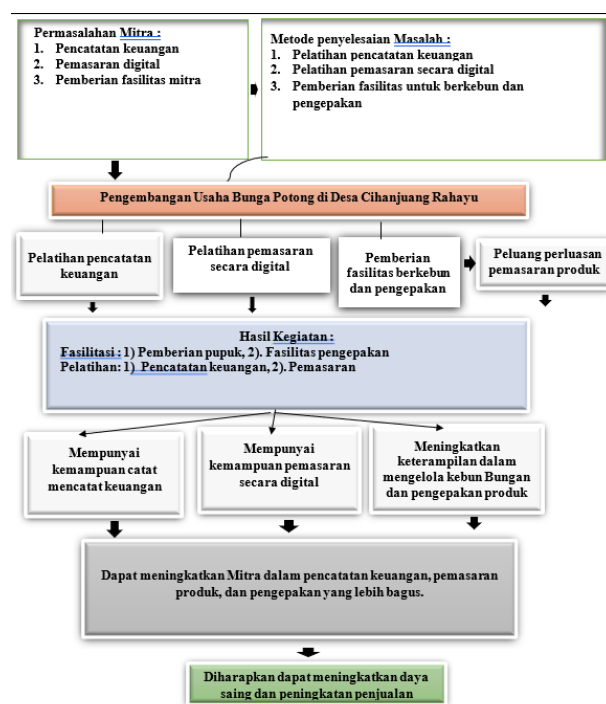 Permasalahan Mitra :
1. Pencatatan keuangan
2. Pemasaran digital
3. Pemberian fasilitas mitra
Metode penyelesaian Masalah :
1. Pelatihan pencatatan keuangan
2. Pelatihan pemasaran secara digital
3. Pemberian fasilitas untuk berkebun dan
pengepakan
Pengembangan Usaha Bunga Potong di Desa Cihanjuang Rahayu
Pelatihan pencatatan
keuangan
Pelatihan pemasaran
secara digital
Pemberian
fasilitas berkebun
dan pengepakan
Peluang perluasan
pemasaran produk
Hasil Kegiatan :
Fasilitasi : 1) Pemberian pupuk, 2). Fasilitas pengepakan
Pelatihan: 1) Pencatatan keuangan, 2). Pemasaran
Mempunyai
kemampuan catat
mencatat keuangan
Mempunyai
kemampuan pemasaran
secara digital
Meningkatkan
keterampilan dalam
mengelola kebun Bungan
dan pengepakan produk
Dapat meningkatkan Mitra dalam pencatatan keuangan, pemasaran
produk, dan pengepakan yang lebih bagus.
Diharapkan dapat meningkatkan daya
saing dan peningkatan penjualan